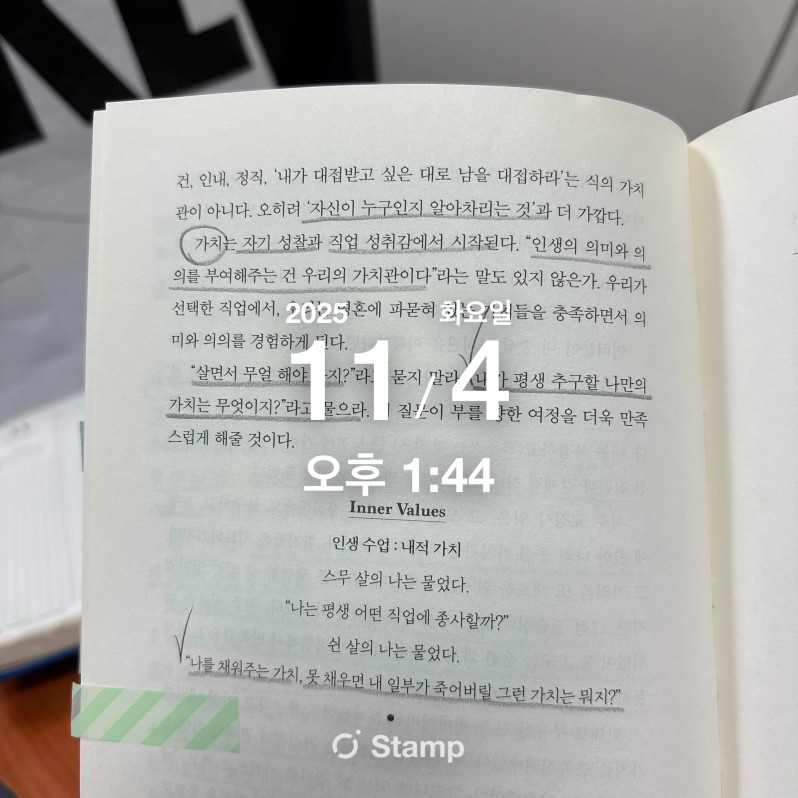 건, 인내, 정직, ‘내가 대접받고 싶은 대로 남을 대접하라’는 식의 가치
관이 아니다. 오히려 ‘자신이 누구인지 알아차리는 것’과 더 가깝다.
가치는 자기 성찰과 직업 성취감에서 시작된다. “인생의 의미와 의
의를 부여해주는 건 우리의 가치관이다”라는 말도 있지 않은가. 우리가
선택한 직업에서, 파묻혀 충족하면서 의
미와 의의를 경험하게 된다.
2025 화요일
11/4
“살면서 무얼 해야 하지?”라고 묻지 말라. 평생 추구할 나만의
가치는 무엇이지?”라고 물으라. 질문이 부를 향한 여정을 더욱 만족
스럽게 해줄 것이다.
오후 1:44
Inner Values
인생 수업 : 내적 가치
스무 살의 나는 물었다.
“나는 평생 어떤 직업에 종사할까?”
쉰 살의 나는 물었다.
“나를 채워주는 가치, 못 채우면 내 일부가 죽어버릴 그런 가치는 뭐지?”
Stamp